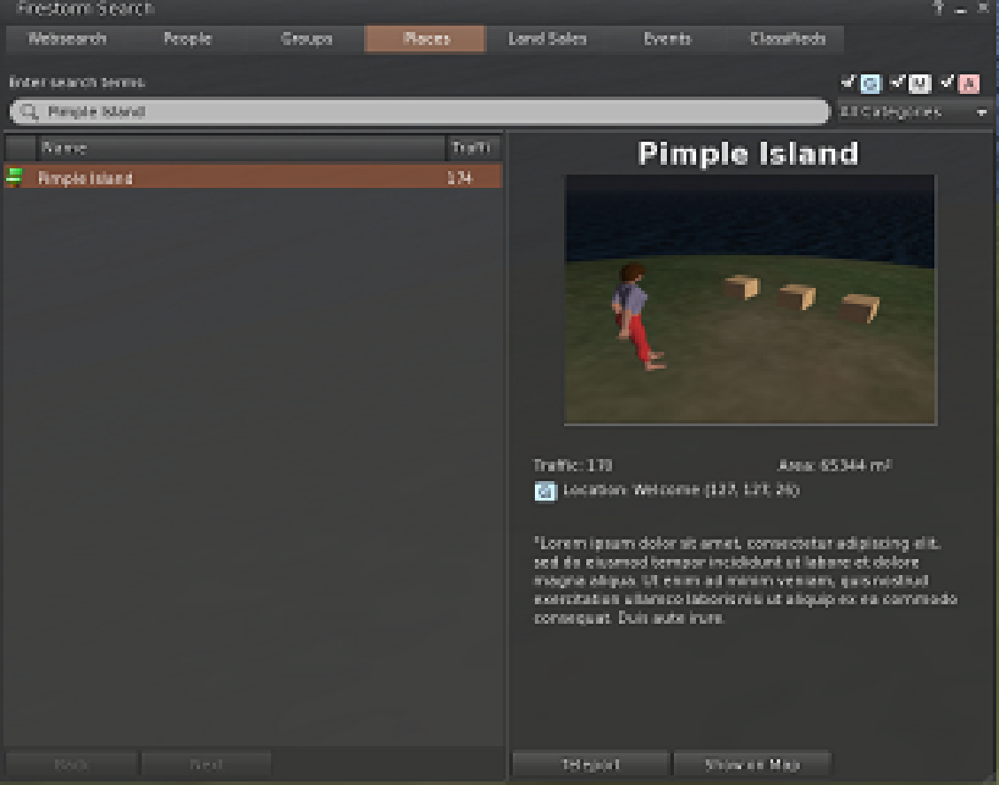 Firestorm Search
Websearch People Groups Places Land Sales Events Classifieds
Enter search terms
G M A
Pimple Island
All Categories
Name Traffi
Pimple Island 174
Pimple Island
Traffic: 170 Area: 65344 m²
G Location: Welcome (127, 127, 26)
"Lorem ipsum dolor sit amet, consectetur adipiscing elit,
sed do eiusmod tempor incididunt ut labore et dolore
magna aliqua. Ut enim ad minim veniam, quis nostrud
exercitation ullamco laboris nisi ut aliquip ex ea commodo
consequat. Duis aute irure.
Back Next
Teleport Show on Map